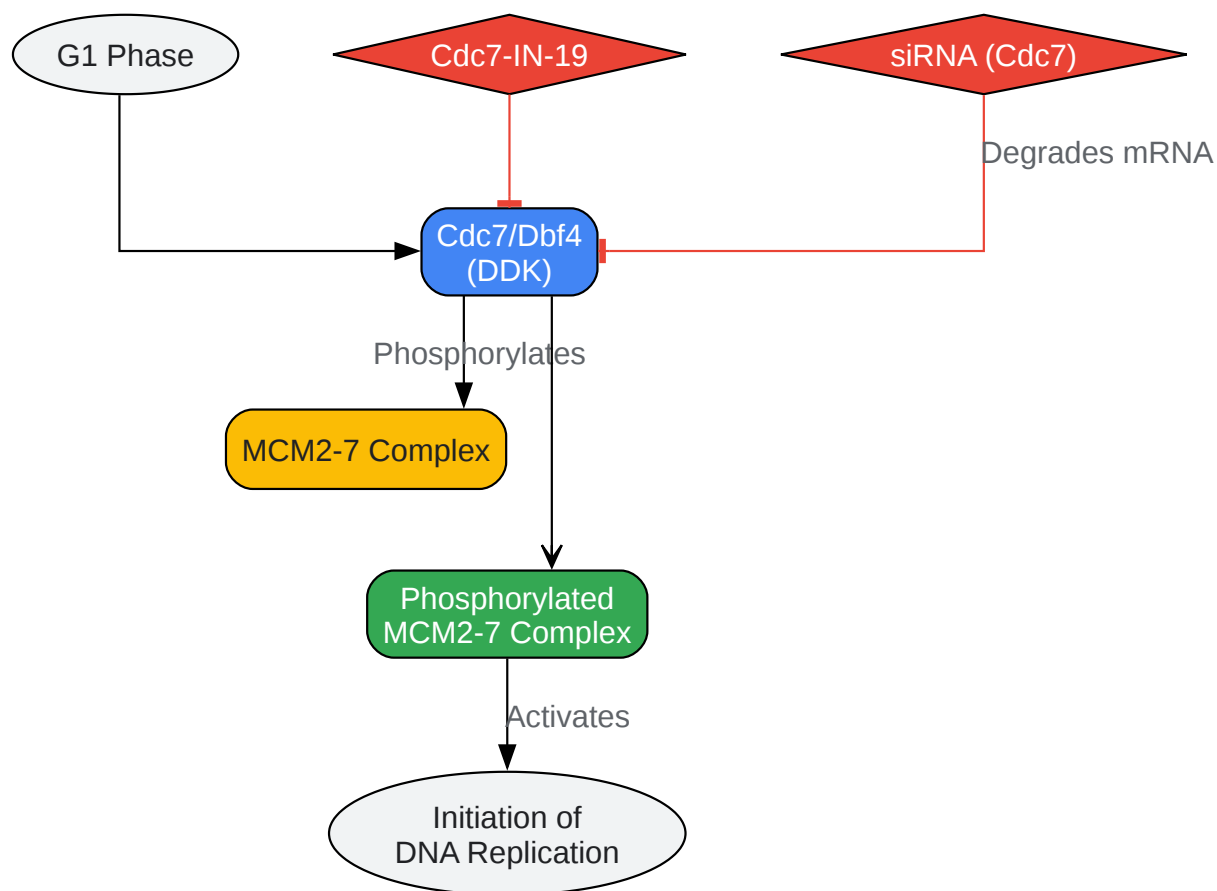 G1 Phase
Cdc7-IN-19
siRNA (Cdc7)
Degrades mRNA
Cdc7/Dbf4
(DDK)
Phosphorylates
MCM2-7 Complex
Phosphorylated
MCM2-7 Complex
Activates
Initiation of
DNA Replication